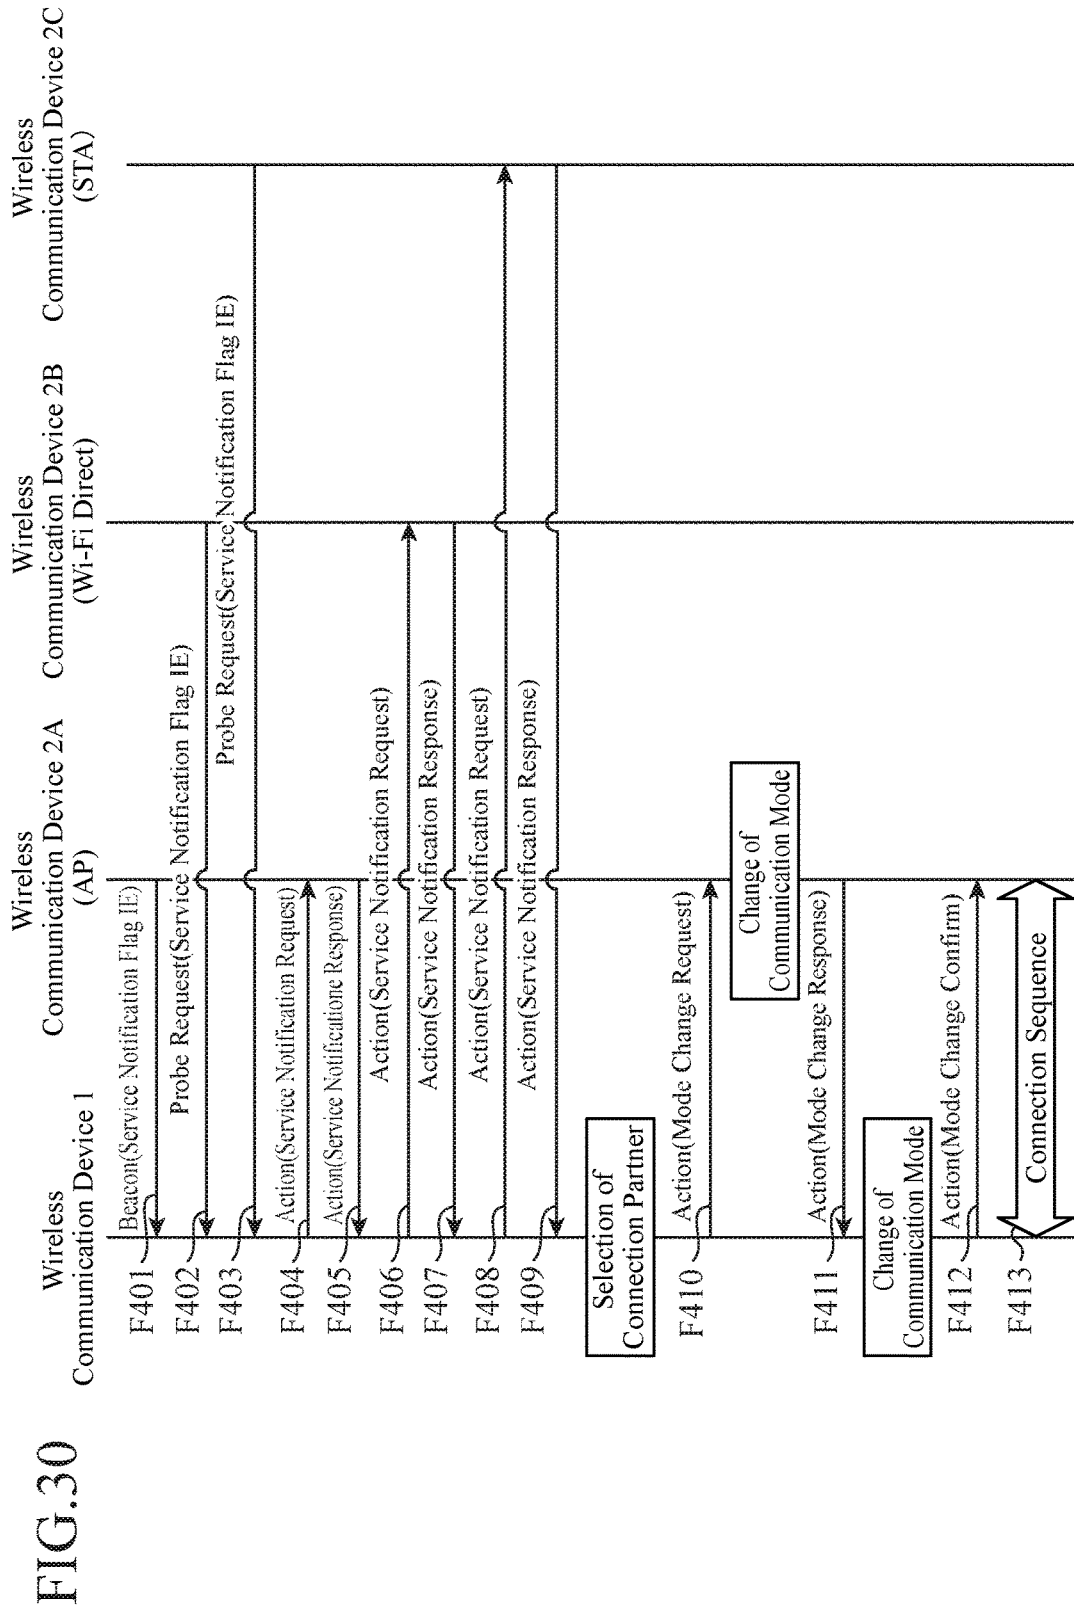 FIG.30
Wireless
Communication Device 1
Wireless
Communication Device 2A
(AP)
Wireless
Communication Device 2B
(Wi-Fi Direct)
Wireless
Communication Device 2C
(STA)
F401
Beacon(Service Notification Flag IE)
F402
Probe Request(Service Notification Flag IE)
F403
Probe Request(Service Notification Flag IE)
F404
Action(Service Notification Request)
F405
Action(Service Notificatione Response)
F406
Action(Service Notification Request)
F407
Action(Service Notification Response)
F408
Action(Service Notification Request)
F409
Action(Service Notification Response)
Selection of
Connection Partner
F410
Action(Mode Change Request)
Change of
Communication Mode
F411
Action(Mode Change Response)
Change of
Communication Mode
F412
Action(Mode Change Confirm)
F413
Connection Sequence